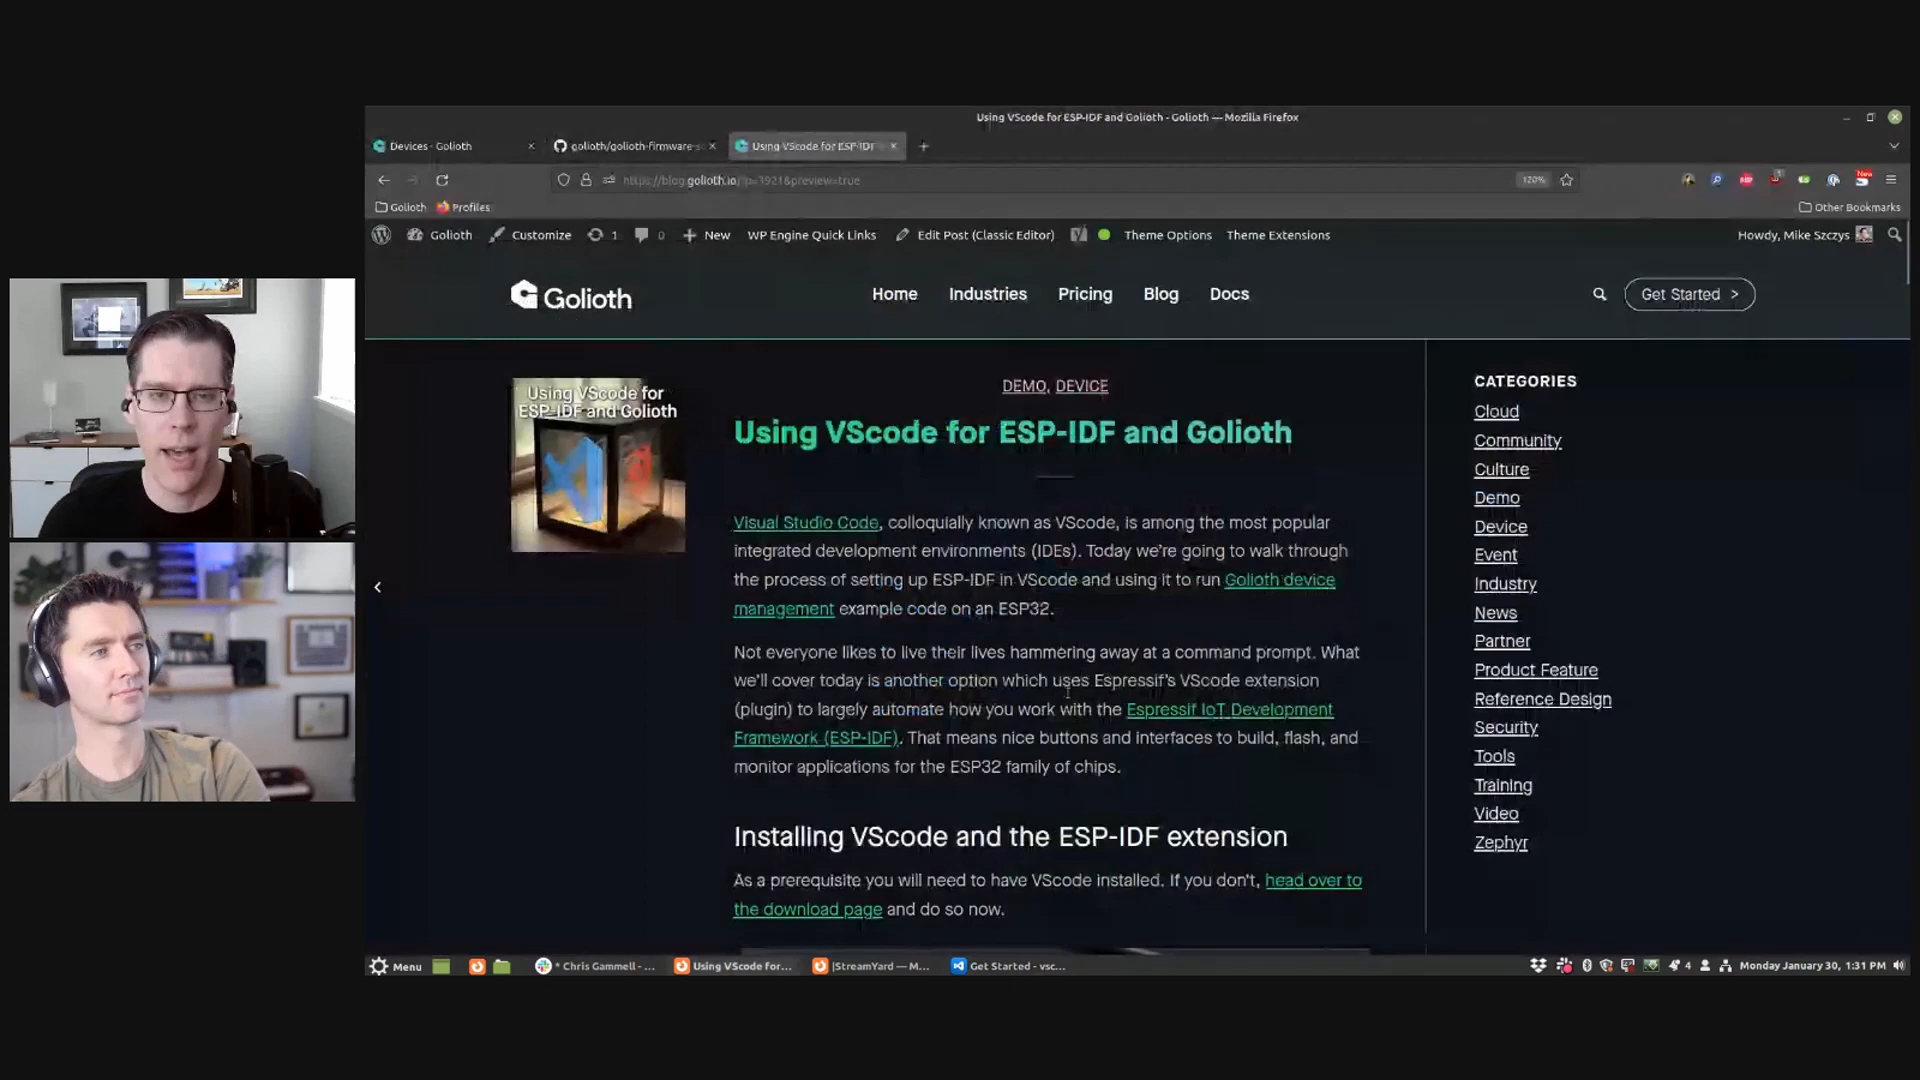 Using VScode for ESP-IDF and Golioth - Golioth — Mozilla Firefox
Devices - Golioth
golioth/golioth-firmware-s
Using VScode for ESP-IDF
https://blog.golioth.io/?p=3921&preview=true
120%
New
Golioth
Profiles
Other Bookmarks
Golioth
Customize
1
0
New
WP Engine Quick Links
Edit Post (Classic Editor)
Theme Options
Theme Extensions
Howdy, Mike Szczys
Golioth
Home
Industries
Pricing
Blog
Docs
Get Started >
Using VScode for
ESP-IDF and Golioth
DEMO, DEVICE
Using VScode for ESP-IDF and Golioth
Visual Studio Code, colloquially known as VScode, is among the most popular
integrated development environments (IDEs). Today we're going to walk through
the process of setting up ESP-IDF in VScode and using it to run Golioth device
management example code on an ESP32.
Not everyone likes to live their lives hammering away at a command prompt. What
we'll cover today is another option which uses Espressif's VScode extension
(plugin) to largely automate how you work with the Espressif IoT Development
Framework (ESP-IDF). That means nice buttons and interfaces to build, flash, and
monitor applications for the ESP32 family of chips.
Installing VScode and the ESP-IDF extension
As a prerequisite you will need to have VScode installed. If you don't, head over to
the download page and do so now.
CATEGORIES
Cloud
Community
Culture
Demo
Device
Event
Industry
News
Partner
Product Feature
Reference Design
Security
Tools
Training
Video
Zephyr
Menu
* Chris Gammell - ...
Using VScode for...
|StreamYard — M...
Get Started - vsc...
4
Monday January 30, 1:31 PM